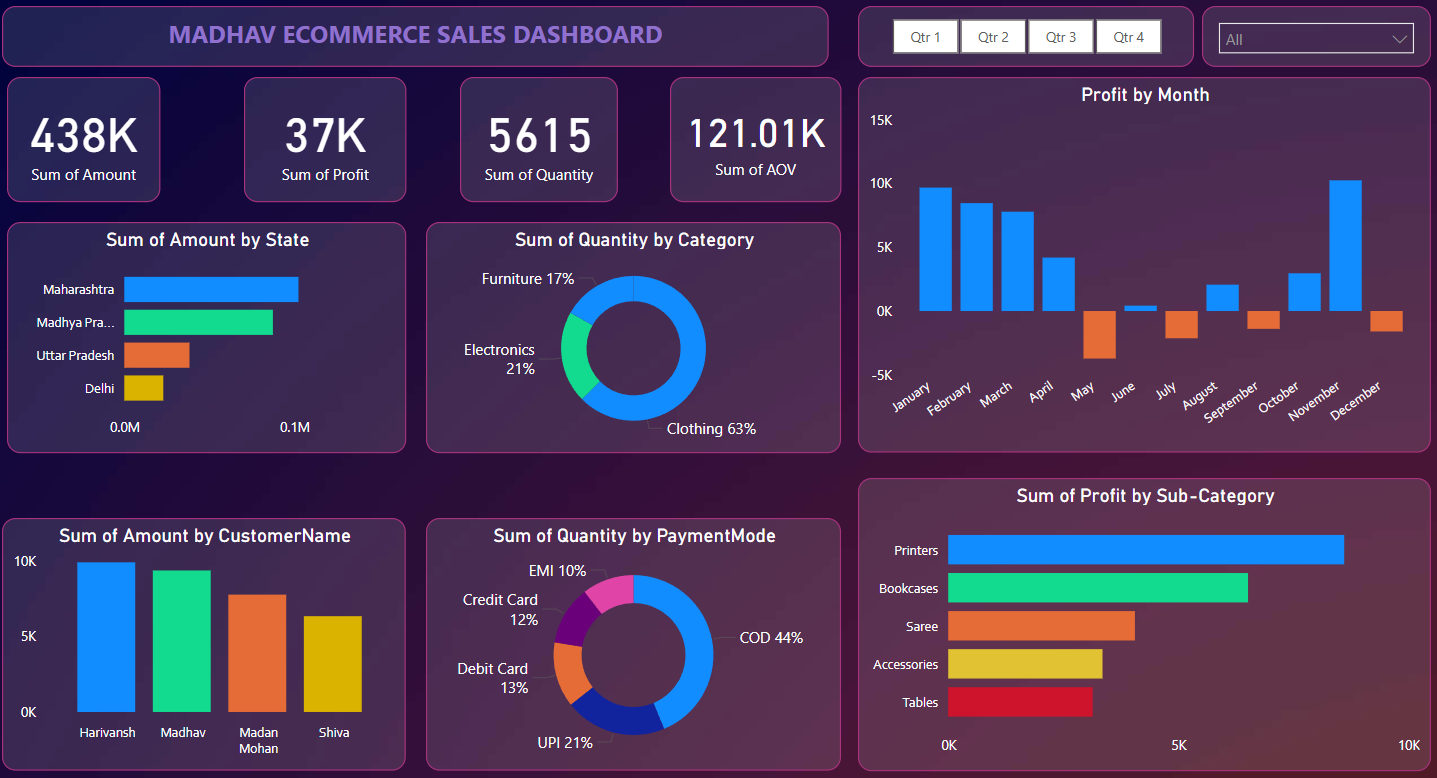 MADHAV ECOMMERCE SALES DASHBOARD
Qtr 1 Qtr 2 Qtr 3 Qtr 4
All
438K
Sum of Amount
37K
Sum of Profit
5615
Sum of Quantity
121.01K
Sum of AOV
Profit by Month
15K
10K
5K
0K
-5K
January February March April May June July August September October November December
Sum of Amount by State
Maharashtra
Madhya Pra...
Uttar Pradesh
Delhi
0.0M 0.1M
Sum of Quantity by Category
Furniture 17%
Electronics
21%
Clothing 63%
Sum of Amount by CustomerName
10K
5K
0K
Harivansh Madhav Madan Shiva
Mohan
Sum of Quantity by PaymentMode
EMI 10%
Credit Card
12%
COD 44%
Debit Card
13%
UPI 21%
Sum of Profit by Sub-Category
Printers
Bookcases
Saree
Accessories
Tables
0K 5K 10K